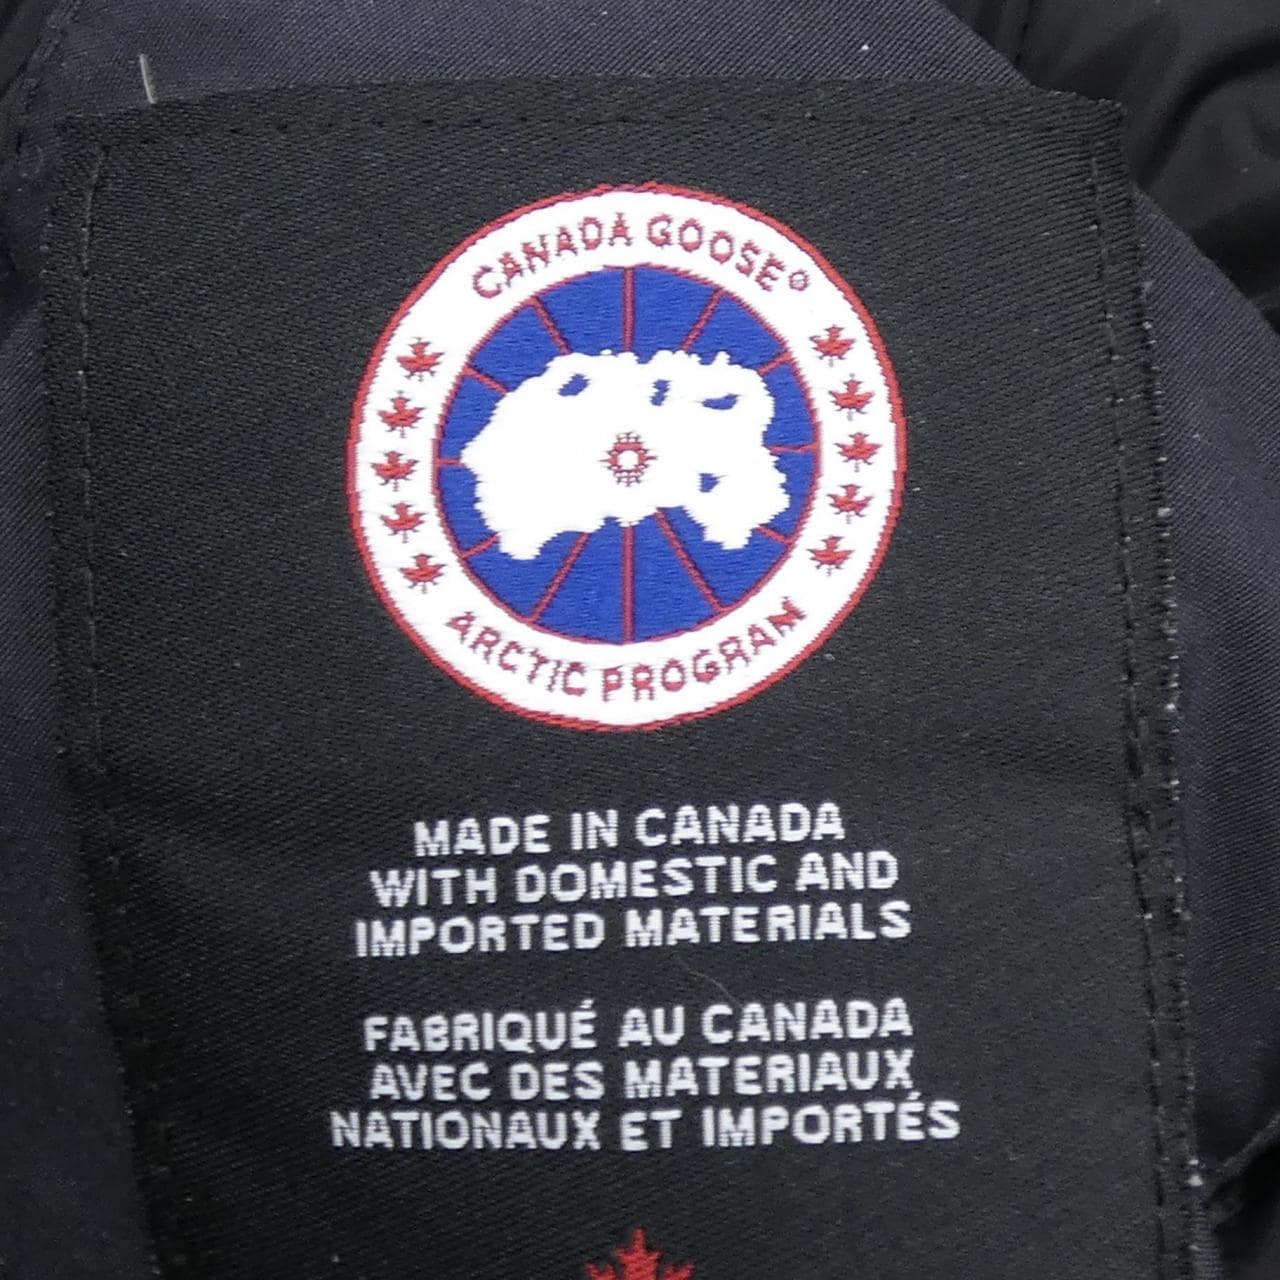 CANADA GOOSE®
ARCTIC PROGRAM
MADE IN CANADA
WITH DOMESTIC AND
IMPORTED MATERIALS
FABRIQUÉ AU CANADA
AVEC DES MATERIAUX
NATIONAUX ET IMPORTÉS